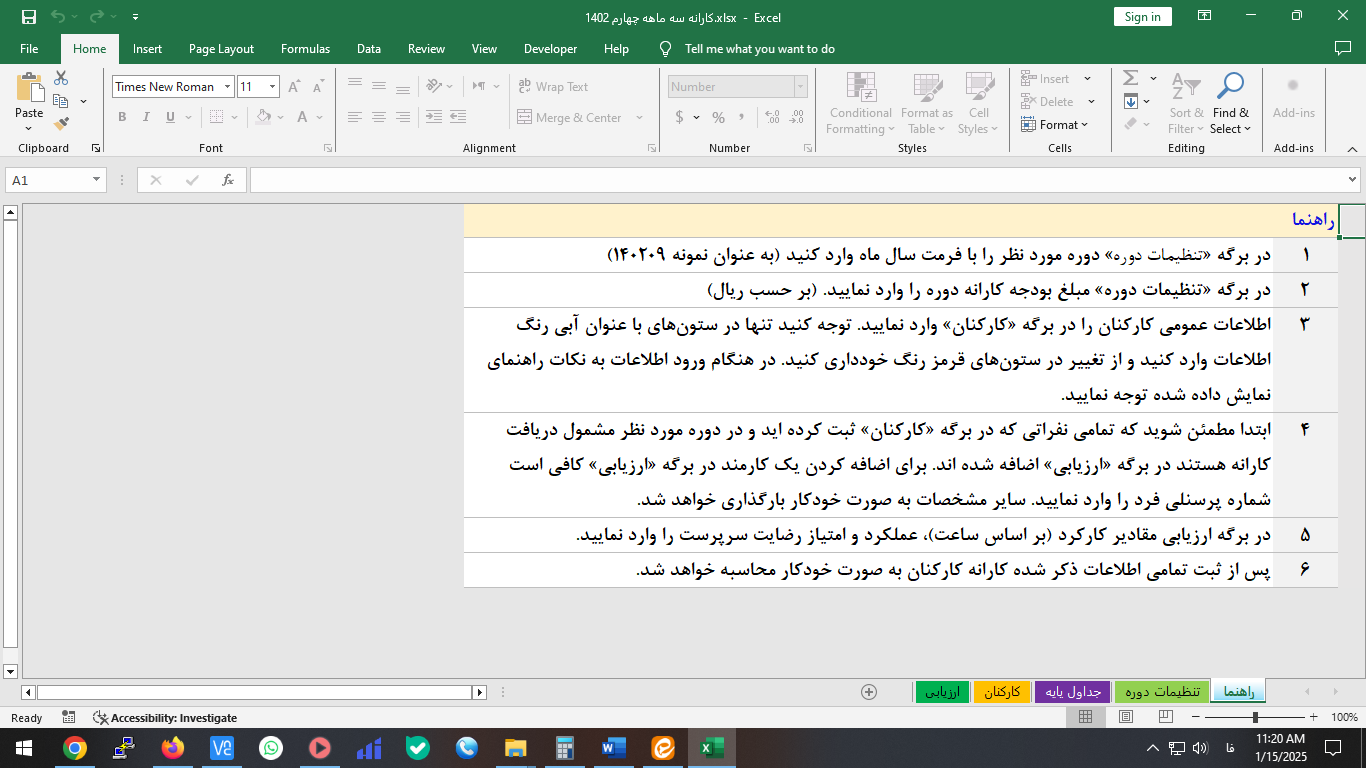 کارانه سه ماهه چهارم 1402.xlsx - Excel
Sign in
File Home Insert Page Layout Formulas Data Review View Developer Help Tell me what you want to do
Paste
Clipboard
Times New Roman 11
B I U
Font
Wrap Text
Merge & Center
Alignment
Number
$ % ,
Number
Conditional Formatting
Format as Table
Cell Styles
Styles
Insert
Delete
Format
Cells
Sort & Filter
Find & Select
Editing
Add-ins
Add-ins
A1
fx
راهنما
۱ در برگه «تنظیمات دوره» دوره مورد نظر را با فرمت سال ماه وارد کنید (به عنوان نمونه ۱۴۰۲۰۹)
۲ در برگه «تنظیمات دوره» مبلغ بودجه کارانه دوره را وارد نمایید. (بر حسب ریال)
۳ اطلاعات عمومی کارکنان را در برگه «کارکنان» وارد نمایید. توجه کنید تنها در ستون‌های با عنوان آبی رنگ
اطلاعات وارد کنید و از تغییر در ستون‌های قرمز رنگ خودداری کنید. در هنگام ورود اطلاعات به نکات راهنمای
نمایش داده شده توجه نمایید.
۴ ابتدا مطمئن شوید که تمامی نفراتی که در برگه «کارکنان» ثبت کرده اید و در دوره مورد نظر مشمول دریافت
کارانه هستند در برگه «ارزیابی» اضافه شده اند. برای اضافه کردن یک کارمند در برگه «ارزیابی» کافی است
شماره پرسنلی فرد را وارد نمایید. سایر مشخصات به صورت خودکار بارگذاری خواهد شد.
۵ در برگه ارزیابی مقادیر کارکرد (بر اساس ساعت)، عملکرد و امتیاز رضایت سرپرست را وارد نمایید.
۶ پس از ثبت تمامی اطلاعات ذکر شده کارانه کارکنان به صورت خودکار محاسبه خواهد شد.
راهنما تنظیمات دوره جداول پایه کارکنان ارزیابی
Ready Accessibility: Investigate 100%
فا 11:20 AM
1/15/2025